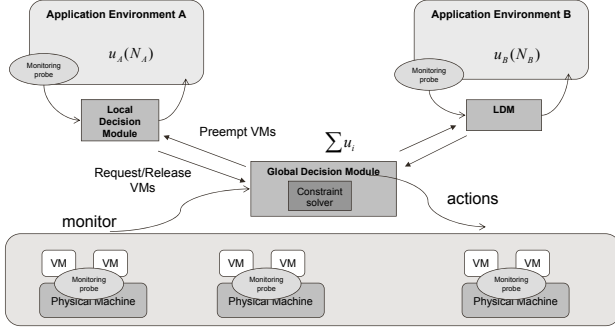 Application Environment A
u_A(N_A)
Monitoring
probe
Local
Decision
Module
Application Environment B
u_B(N_B)
Monitoring
probe
LDM
Preempt VMs
∑u_i
Request/Release
VMs
Global Decision Module
Constraint
solver
monitor
actions
VM
VM
Monitoring
probe
Physical Machine
VM
VM
Monitoring
probe
Physical Machine
VM
VM
Monitoring
probe
Physical Machine